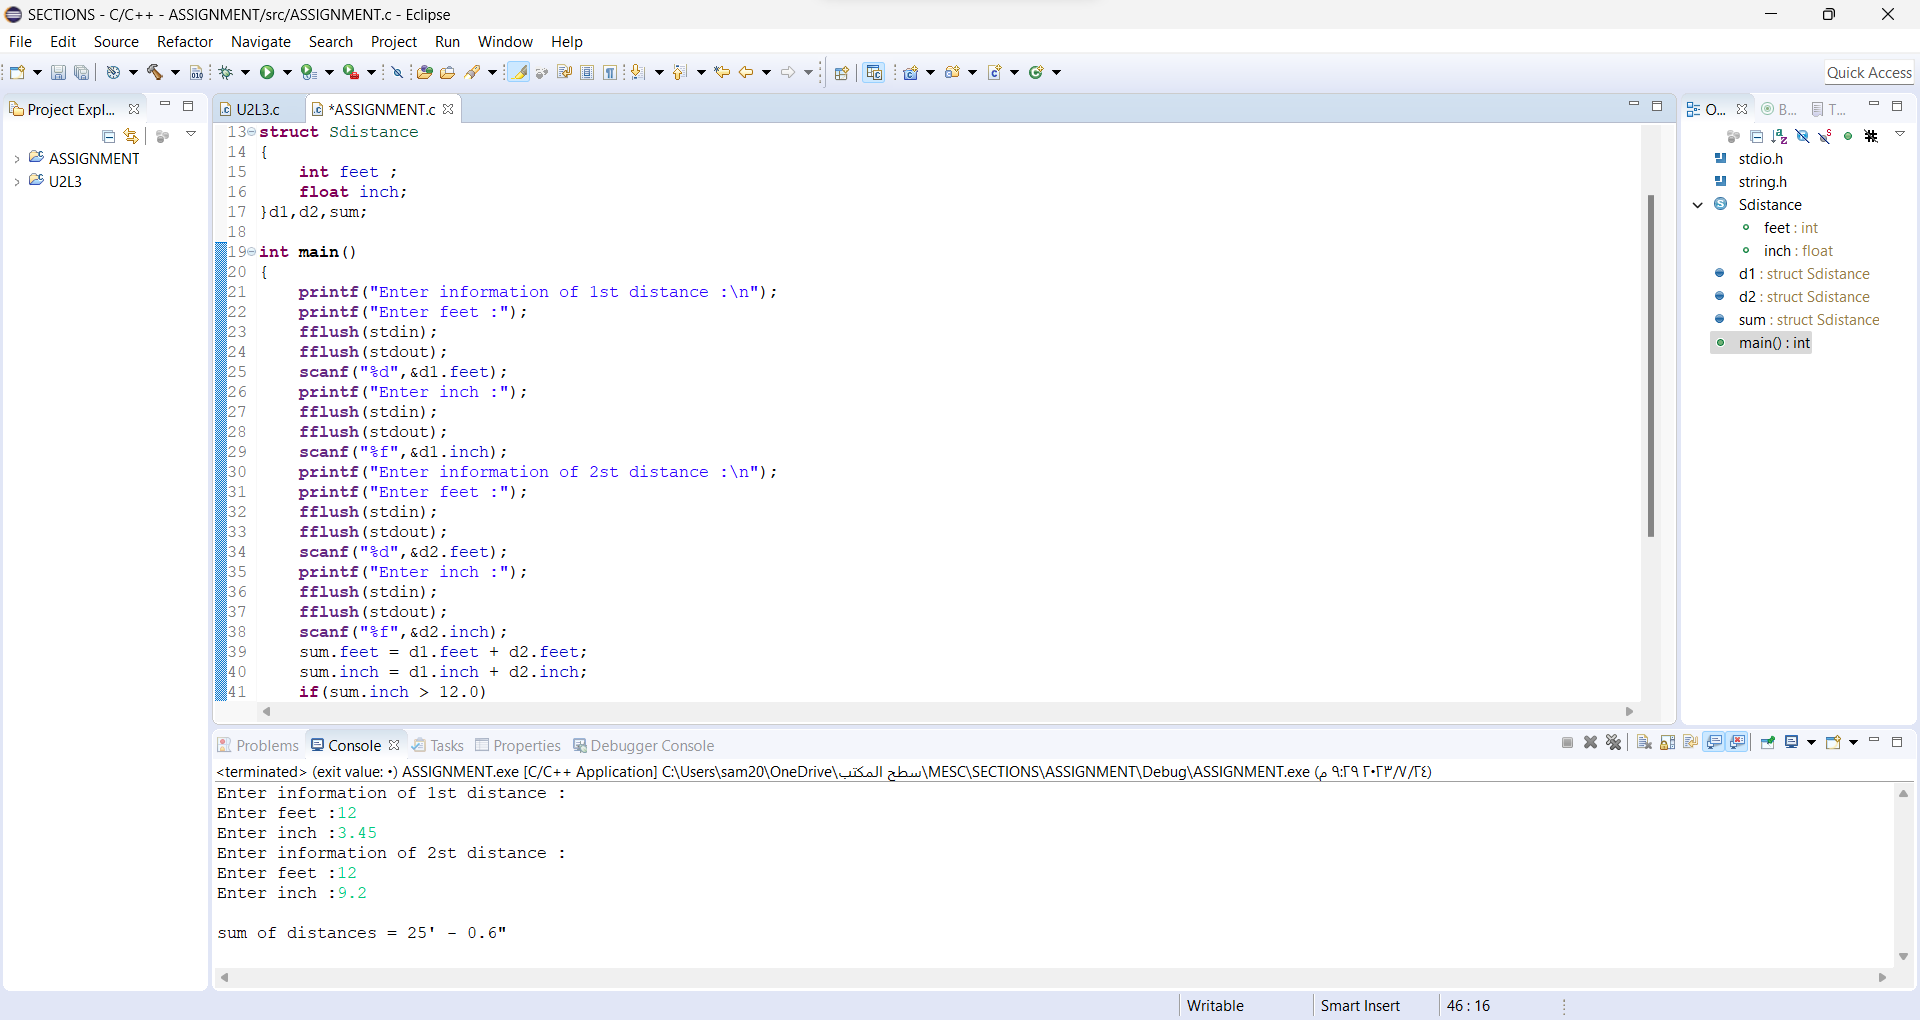 SECTIONS - C/C++ - ASSIGNMENT/src/ASSIGNMENT.c - Eclipse
File Edit Source Refactor Navigate Search Project Run Window Help
Quick Access
Project Expl...
ASSIGNMENT
U2L3
U2L3.c *ASSIGNMENT.c
13 struct Sdistance
14 {
15     int feet ;
16     float inch;
17 }d1,d2,sum;
18
19 int main()
20 {
21     printf("Enter information of 1st distance :\n");
22     printf("Enter feet :");
23     fflush(stdin);
24     fflush(stdout);
25     scanf("%d",&d1.feet);
26     printf("Enter inch :");
27     fflush(stdin);
28     fflush(stdout);
29     scanf("%f",&d1.inch);
30     printf("Enter information of 2st distance :\n");
31     printf("Enter feet :");
32     fflush(stdin);
33     fflush(stdout);
34     scanf("%d",&d2.feet);
35     printf("Enter inch :");
36     fflush(stdin);
37     fflush(stdout);
38     scanf("%f",&d2.inch);
39     sum.feet = d1.feet + d2.feet;
40     sum.inch = d1.inch + d2.inch;
41     if(sum.inch > 12.0)
O... B... T...
stdio.h
string.h
Sdistance
feet : int
inch : float
d1 : struct Sdistance
d2 : struct Sdistance
sum : struct Sdistance
main() : int
Problems Console Tasks Properties Debugger Console
<terminated> (exit value: ٠) ASSIGNMENT.exe [C/C++ Application] C:\Users\sam20\OneDrive\سطح المكتب\MESC\SECTIONS\ASSIGNMENT\Debug\ASSIGNMENT.exe (٢٤/٧/٢٠٢٣ ٩:٢٩ م)
Enter information of 1st distance :
Enter feet :12
Enter inch :3.45
Enter information of 2st distance :
Enter feet :12
Enter inch :9.2
sum of distances = 25' - 0.6"
Writable Smart Insert 46 : 16